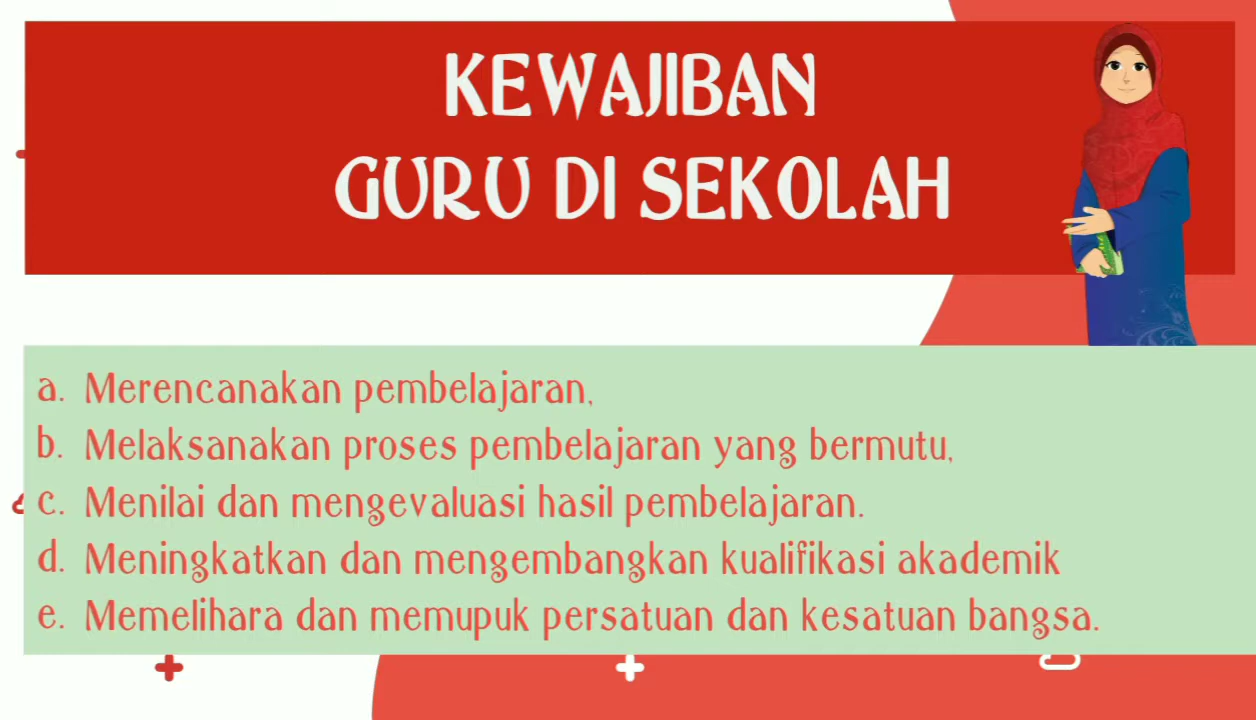 KEWAJIBAN
GURU DI SEKOLAH
a. Merencanakan pembelajaran,
b. Melaksanakan proses pembelajaran yang bermutu,
c. Menilai dan mengevaluasi hasil pembelajaran.
d. Meningkatkan dan mengembangkan kualifikasi akademik
e. Memelihara dan memupuk persatuan dan kesatuan bangsa.